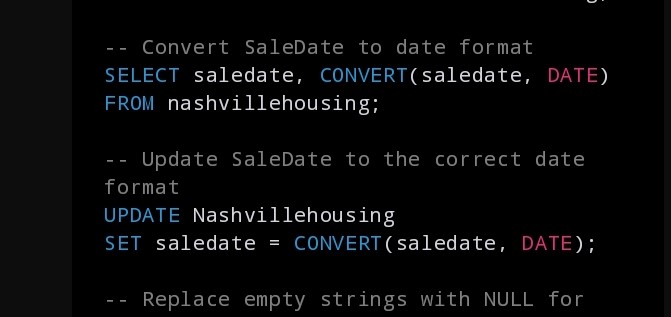 -- Convert SaleDate to date format
SELECT saledate, CONVERT(saledate, DATE)
FROM nashvillehousing;
-- Update SaleDate to the correct date
format
UPDATE Nashvillehousing
SET saledate = CONVERT(saledate, DATE);
-- Replace empty strings with NULL for